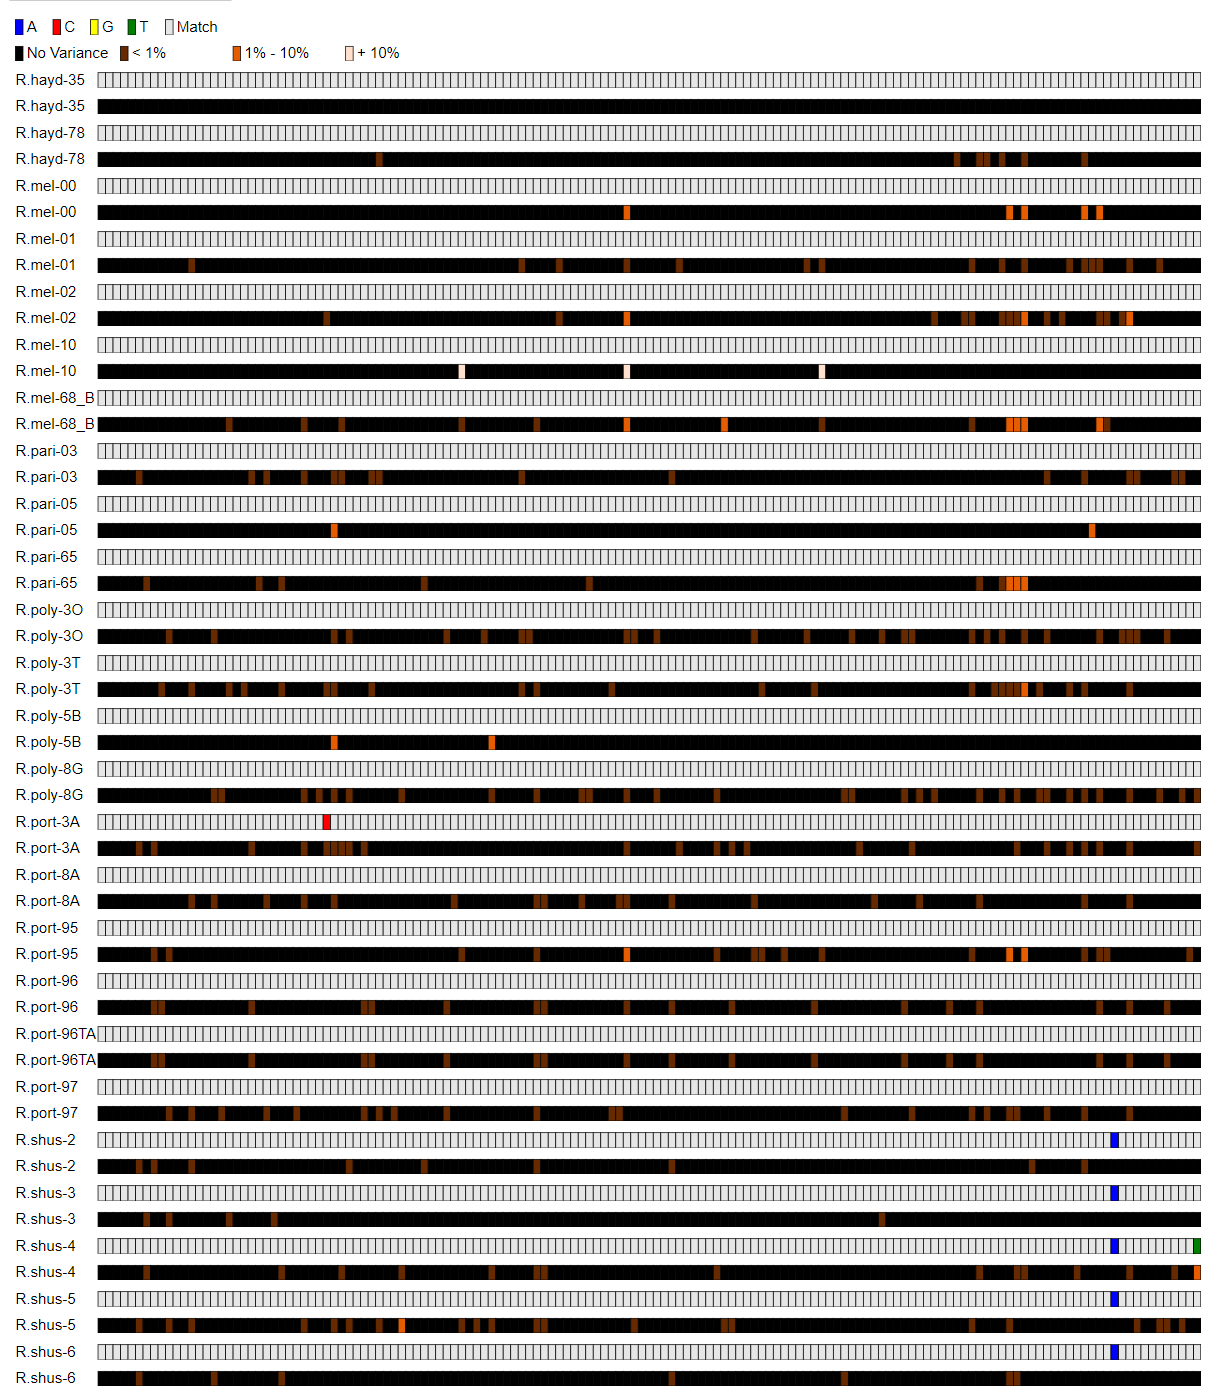 A C G T Match
No Variance < 1% 1% - 10% + 10%
R.hayd-35
R.hayd-35
R.hayd-78
R.hayd-78
R.mel-00
R.mel-00
R.mel-01
R.mel-01
R.mel-02
R.mel-02
R.mel-10
R.mel-10
R.mel-68_B
R.mel-68_B
R.pari-03
R.pari-03
R.pari-05
R.pari-05
R.pari-65
R.pari-65
R.poly-3O
R.poly-3O
R.poly-3T
R.poly-3T
R.poly-5B
R.poly-5B
R.poly-8G
R.poly-8G
R.port-3A
R.port-3A
R.port-8A
R.port-8A
R.port-95
R.port-95
R.port-96
R.port-96
R.port-96TA
R.port-96TA
R.port-97
R.port-97
R.shus-2
R.shus-2
R.shus-3
R.shus-3
R.shus-4
R.shus-4
R.shus-5
R.shus-5
R.shus-6
R.shus-6